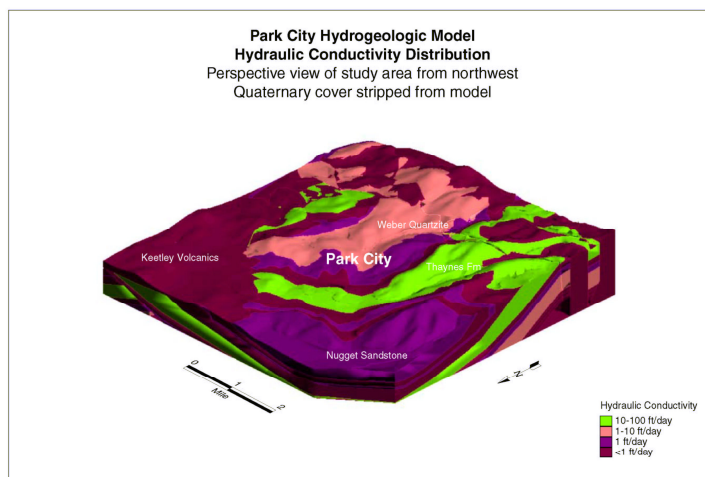 Park City Hydrogeologic Model
Hydraulic Conductivity Distribution
Perspective view of study area from northwest
Quaternary cover stripped from model
Weber Quartzite
Keetley Volcanics
Park City
Thaynes Fm
Nugget Sandstone
0
1
2
Mile
N
Hydraulic Conductivity
10-100 ft/day
1-10 ft/day
1 ft/day
<1 ft/day